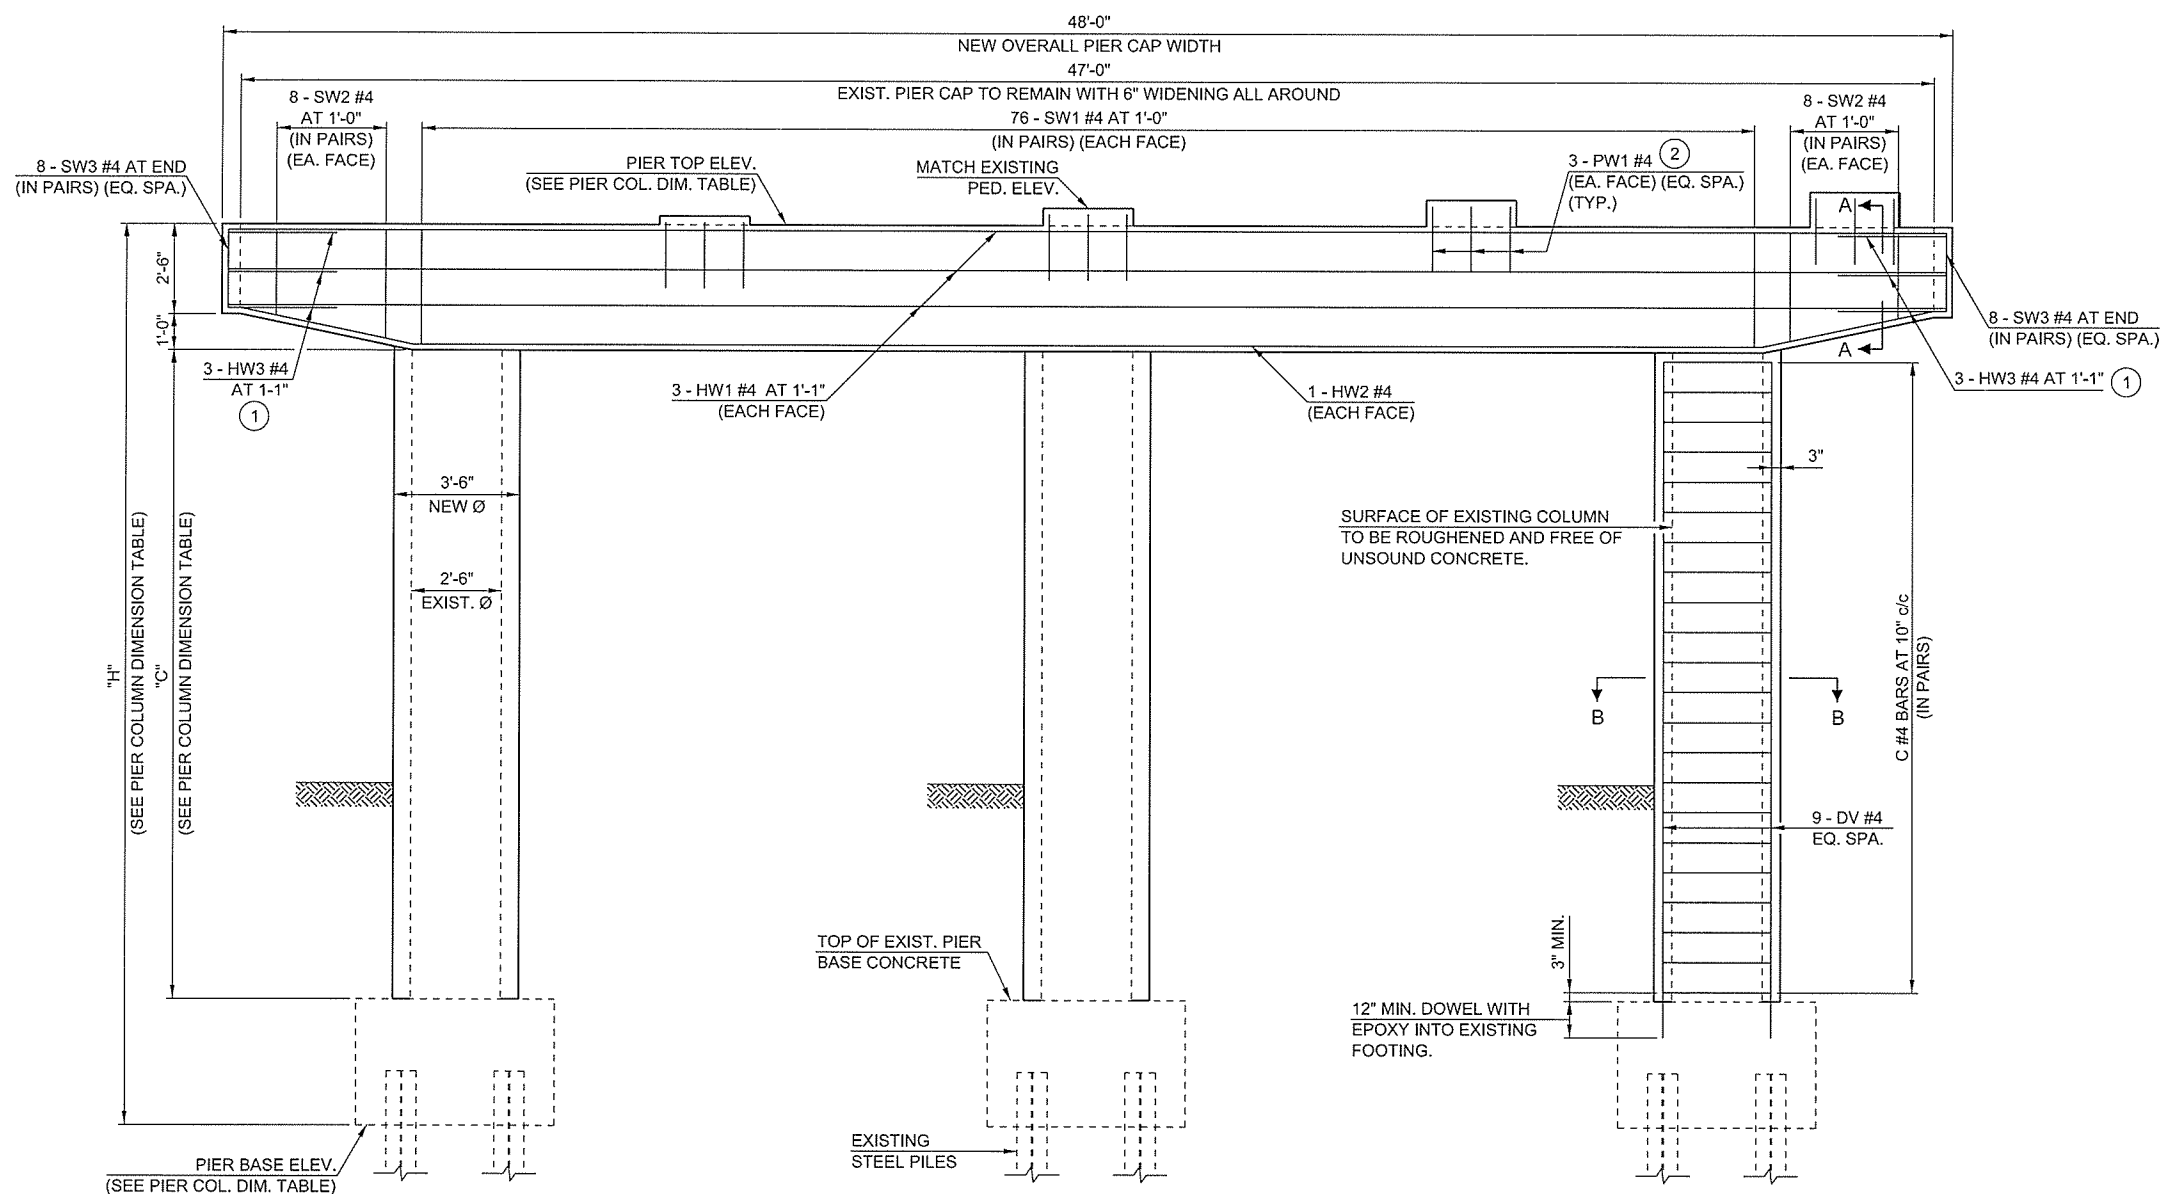 48'-0"
NEW OVERALL PIER CAP WIDTH
47'-0"
EXIST. PIER CAP TO REMAIN WITH 6" WIDENING ALL AROUND
8 - SW2 #4
AT 1'-0"
(IN PAIRS)
(EA. FACE)
76 - SW1 #4 AT 1'-0"
(IN PAIRS) (EACH FACE)
8 - SW2 #4
AT 1'-0"
(IN PAIRS)
(EA. FACE)
8 - SW3 #4 AT END
(IN PAIRS) (EQ. SPA.)
PIER TOP ELEV.
(SEE PIER COL. DIM. TABLE)
MATCH EXISTING
PED. ELEV.
3 - PW1 #4 2
(EA. FACE) (EQ. SPA.)
(TYP.)
A
2'-6"
1'-0"
8 - SW3 #4 AT END
(IN PAIRS) (EQ. SPA.)
A
3 - HW3 #4
AT 1-1"
1
3 - HW1 #4 AT 1'-1"
(EACH FACE)
1 - HW2 #4
(EACH FACE)
3 - HW3 #4 AT 1'-1" 1
3'-6"
NEW Ø
3"
SURFACE OF EXISTING COLUMN
TO BE ROUGHENED AND FREE OF
UNSOUND CONCRETE.
2'-6"
EXIST. Ø
"H"
(SEE PIER COLUMN DIMENSION TABLE)
"C"
(SEE PIER COLUMN DIMENSION TABLE)
C #4 BARS AT 10" c/c
(IN PAIRS)
B
B
9 - DV #4
EQ. SPA.
TOP OF EXIST. PIER
BASE CONCRETE
3" MIN.
12" MIN. DOWEL WITH
EPOXY INTO EXISTING
FOOTING.
EXISTING
STEEL PILES
PIER BASE ELEV.
(SEE PIER COL. DIM. TABLE)